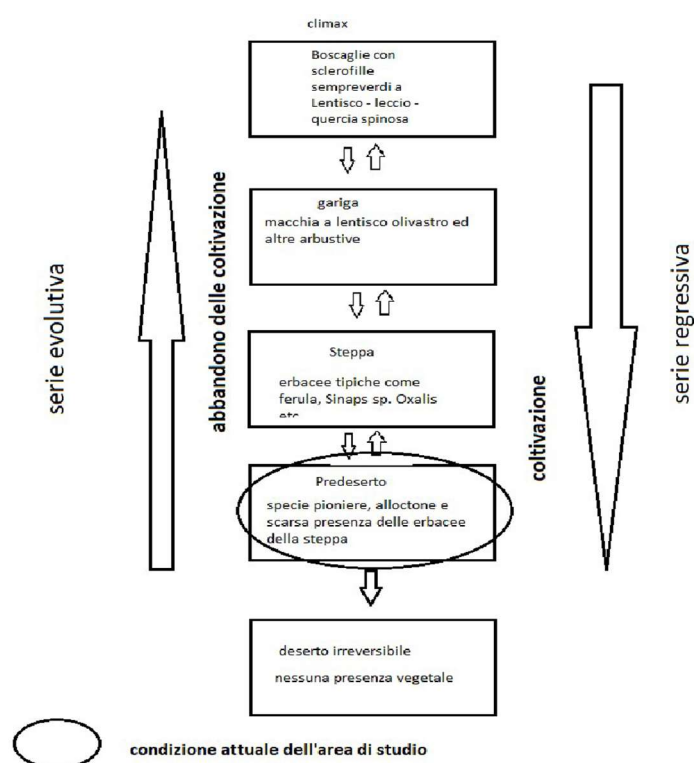 climax
Boscaglie con
sclerofille
sempreverdi a
Lentisco - leccio -
quercia spinosa
gariga
macchia a lentisco olivastro ed
altre arbustive
Steppa
erbacee tipiche come
ferula, Sinaps sp. Oxalis
etc
Predeserto
specie pioniere, alloctone e
scarsa presenza delle erbacee
della steppa
deserto irreversibile
nessuna presenza vegetale
serie evolutiva
abbandono delle coltivazione
coltivazione
serie regressiva
condizione attuale dell'area di studio